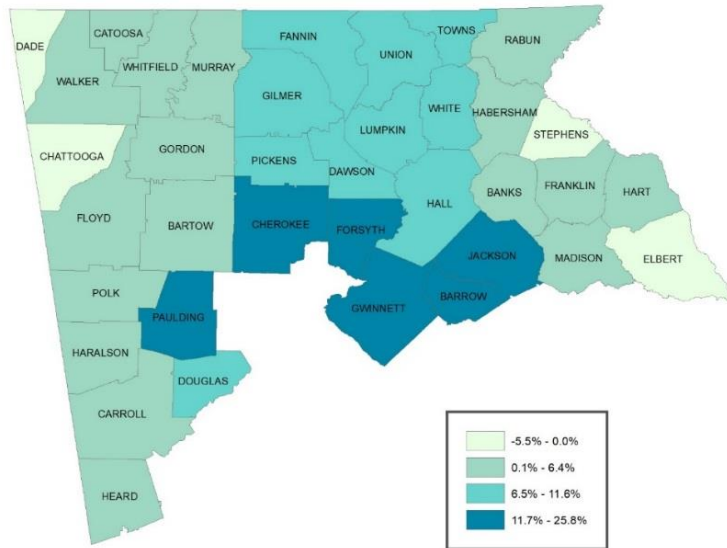 DADE
CATOOSA
WHITFIELD
MURRAY
WALKER
FANNIN
UNION
TOWNS
RABUN
GILMER
WHITE
HABERSHAM
LUMPKIN
STEPHENS
CHATTOOGA
GORDON
PICKENS
DAWSON
HALL
BANKS
FRANKLIN
HART
FLOYD
BARTOW
CHEROKEE
FORSYTH
JACKSON
MADISON
ELBERT
POLK
PAULDING
GWINNETT
BARROW
HARALSON
DOUGLAS
CARROLL
HEARD
-5.5% - 0.0%
0.1% - 6.4%
6.5% - 11.6%
11.7% - 25.8%